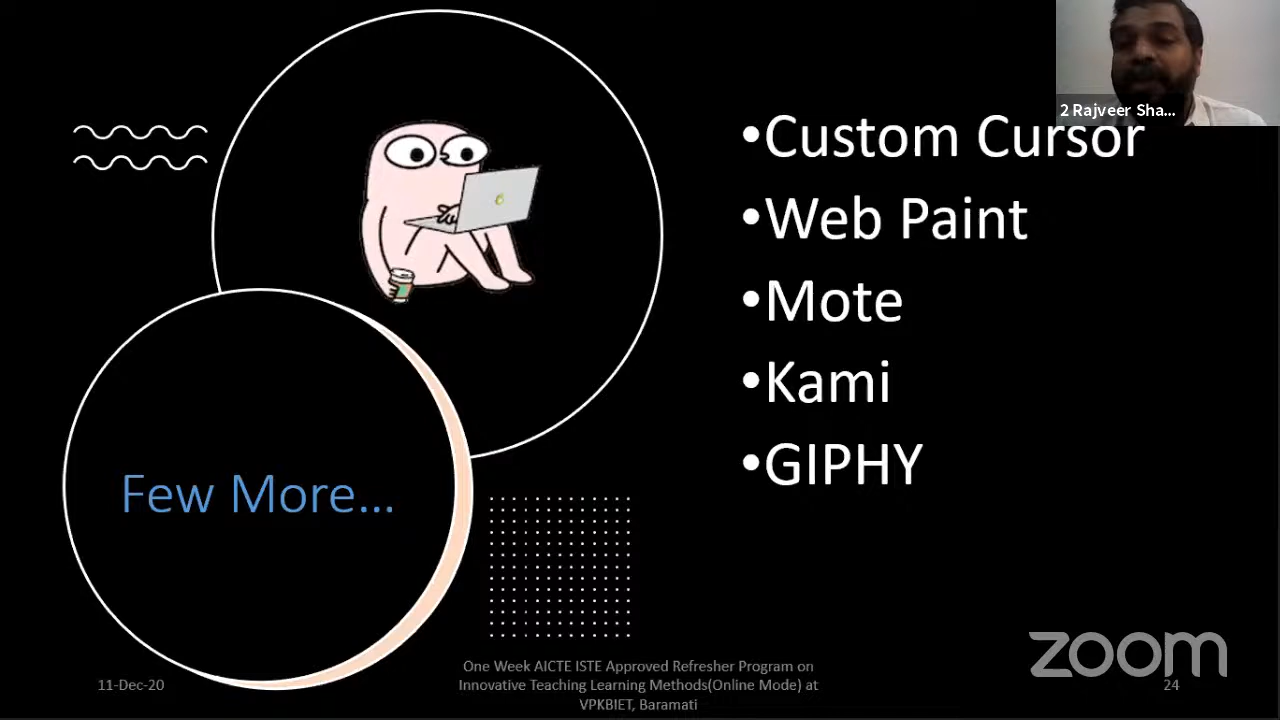 2 Rajveer Sha...
•Custom Cursor
•Web Paint
•Mote
•Kami
•GIPHY
Few More...
11-Dec-20
One Week AICTE ISTE Approved Refresher Program on
Innovative Teaching Learning Methods(Online Mode) at
VPKBIET, Baramati
zoom
24